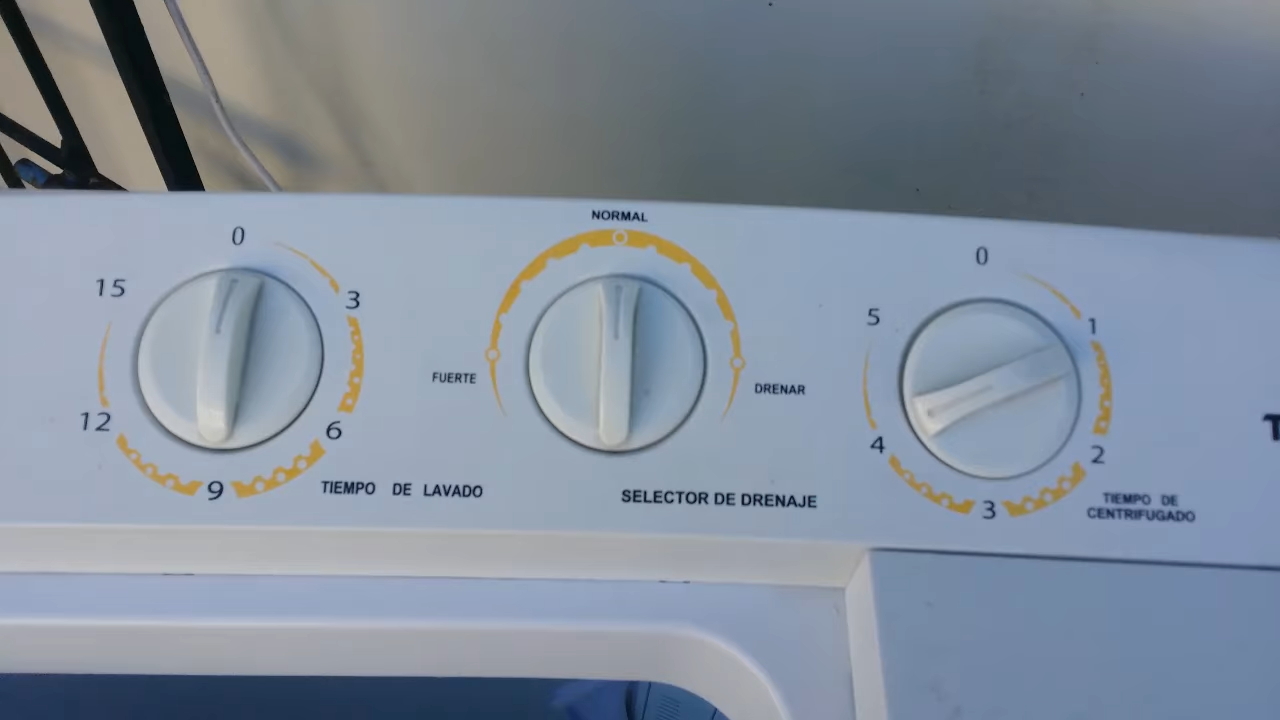 0
3
6
9
12
15
TIEMPO DE LAVADO
NORMAL
FUERTE
DRENAR
SELECTOR DE DRENAJE
0
1
2
3
4
5
TIEMPO DE
CENTRIFUGADO